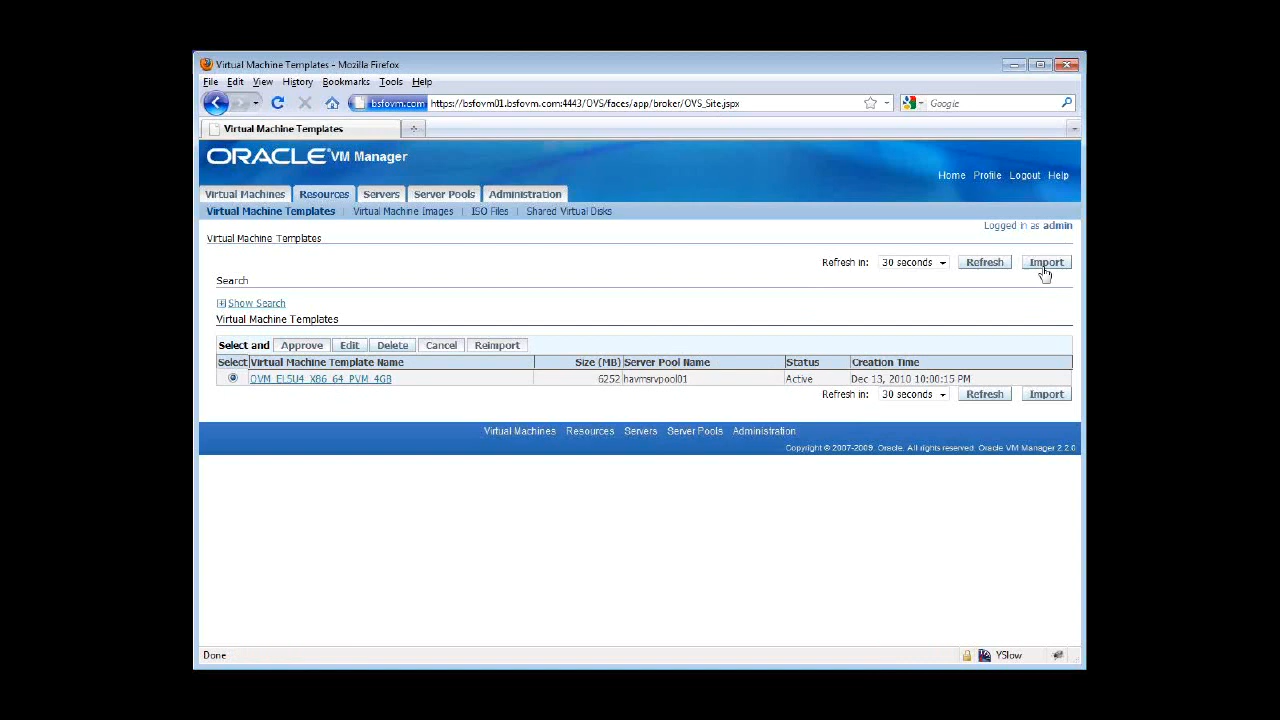 Virtual Machine Templates - Mozilla Firefox
File Edit View History Bookmarks Tools Help
bsfovm.com https://bsfovm01.bsfovm.com:4443/OVS/faces/app/broker/OVS_Site.jspx Google
Virtual Machine Templates
ORACLE VM Manager
Home Profile Logout Help
Virtual Machines Resources Servers Server Pools Administration
Virtual Machine Templates | Virtual Machine Images | ISO Files | Shared Virtual Disks
Logged in as admin
Virtual Machine Templates
Refresh in: 30 seconds Refresh Import
Search
Show Search
Virtual Machine Templates
Select and Approve Edit Delete Cancel Reimport
Select Virtual Machine Template Name Size (MB) Server Pool Name Status Creation Time
OVM_EL5U4_X86_64_PVM_4GB 6252 havmsrvpool01 Active Dec 13, 2010 10:00:15 PM
Refresh in: 30 seconds Refresh Import
Virtual Machines Resources Servers Server Pools Administration
Copyright © 2007-2009, Oracle. All rights reserved. Oracle VM Manager 2.2.0
Done YSlow